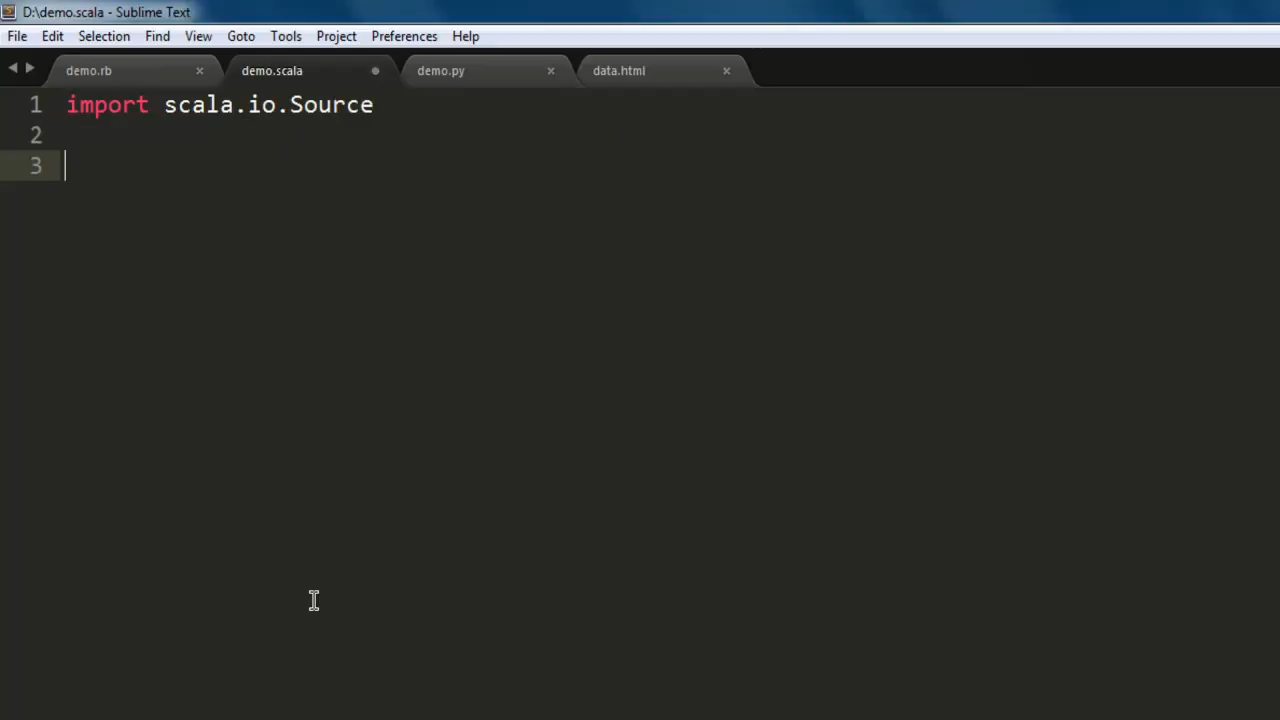 D:\demo.scala - Sublime Text
File Edit Selection Find View Goto Tools Project Preferences Help
demo.rb demo.scala demo.py data.html
1 import scala.io.Source
2
3